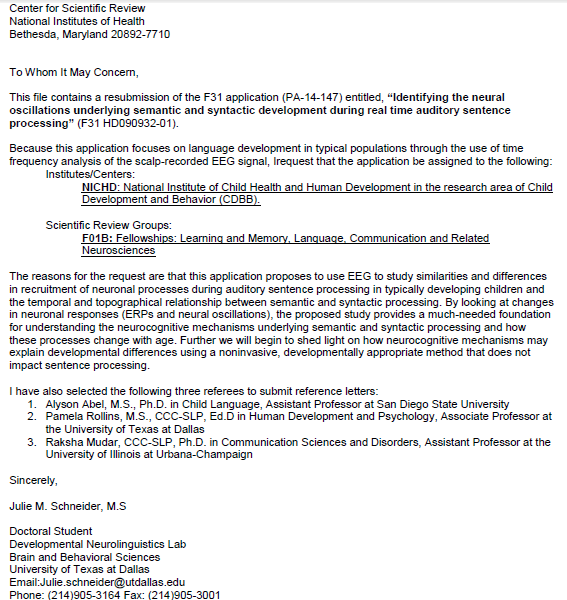 Center for Scientific Review
National Institutes of Health
Bethesda, Maryland 20892-7710
To Whom It May Concern,
This file contains a resubmission of the F31 application (PA-14-147) entitled, “Identifying the neural
oscillations underlying semantic and syntactic development during real time auditory sentence
processing” (F31 HD090932-01).
Because this application focuses on language development in typical populations through the use of time
frequency analysis of the scalp-recorded EEG signal, Irequest that the application be assigned to the following:
Institutes/Centers:
NICHD: National Institute of Child Health and Human Development in the research area of Child
Development and Behavior (CDBB).
Scientific Review Groups:
F01B: Fellowships: Learning and Memory, Language, Communication and Related
Neurosciences
The reasons for the request are that this application proposes to use EEG to study similarities and differences
in recruitment of neuronal processes during auditory sentence processing in typically developing children and
the temporal and topographical relationship between semantic and syntactic processing. By looking at changes
in neuronal responses (ERPs and neural oscillations), the proposed study provides a much-needed foundation
for understanding the neurocognitive mechanisms underlying semantic and syntactic processing and how
these processes change with age. Further we will begin to shed light on how neurocognitive mechanisms may
explain developmental differences using a noninvasive, developmentally appropriate method that does not
impact sentence processing.
I have also selected the following three referees to submit reference letters:
1. Alyson Abel, M.S., Ph.D. in Child Language, Assistant Professor at San Diego State University
2. Pamela Rollins, M.S., CCC-SLP, Ed.D in Human Development and Psychology, Associate Professor at
the University of Texas at Dallas
3. Raksha Mudar, CCC-SLP, Ph.D. in Communication Sciences and Disorders, Assistant Professor at the
University of Illinois at Urbana-Champaign
Sincerely,
Julie M. Schneider, M.S
Doctoral Student
Developmental Neurolinguistics Lab
Brain and Behavioral Sciences
University of Texas at Dallas
Email:Julie.schneider@utdallas.edu
Phone: (214)905-3164 Fax: (214)905-3001